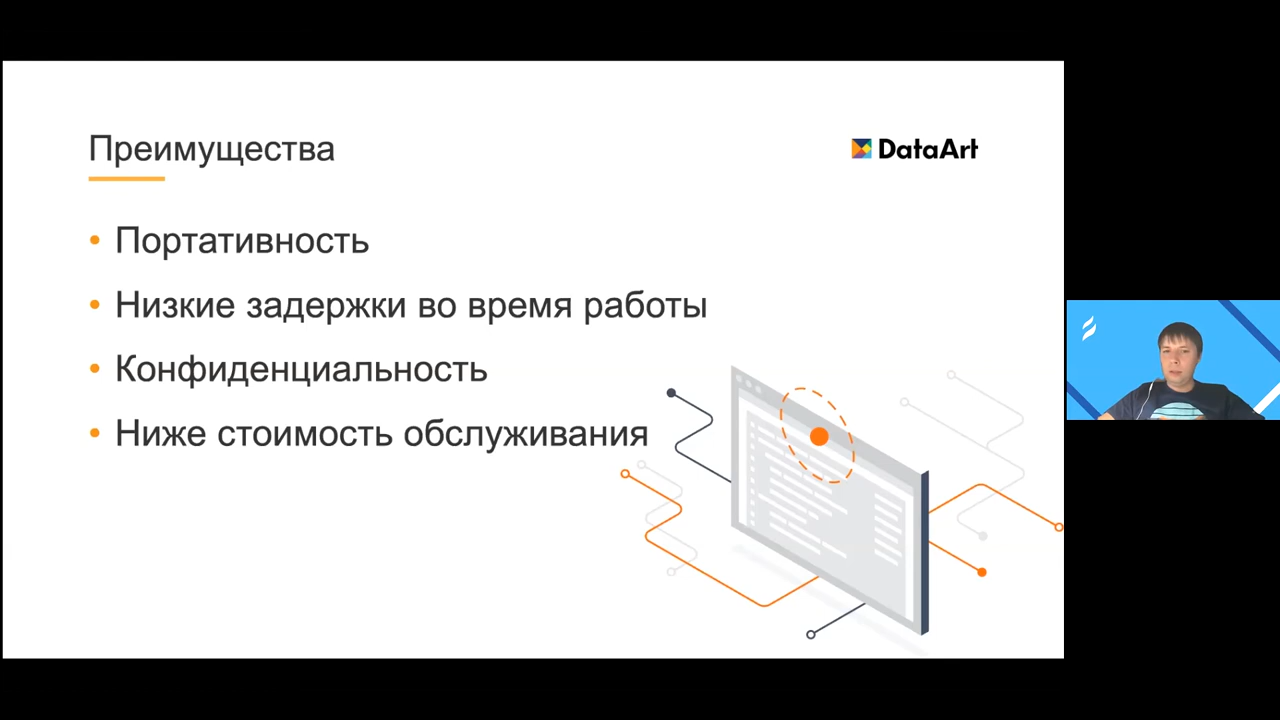 Преимущества
DataArt
Портативность
Низкие задержки во время работы
Конфиденциальность
Ниже стоимость обслуживания